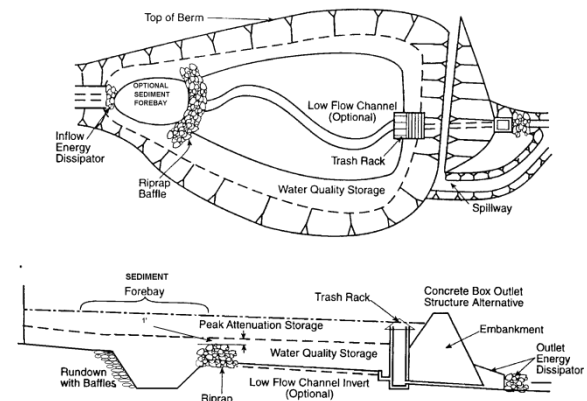 Top of Berm
OPTIONAL
SEDIMENT
FOREBAY
Low Flow Channel
(Optional)
Inflow
Energy
Dissipator
Trash Rack
Riprap
Baffle
Water Quality Storage
Spillway
SEDIMENT
Forebay
Trash Rack
Concrete Box Outlet
Structure Alternative
1'
Peak Attenuation Storage
Embankment
Water Quality Storage
Outlet
Energy
Dissipator
Rundown
with Baffles
Low Flow Channel Invert
(Optional)
Riprap